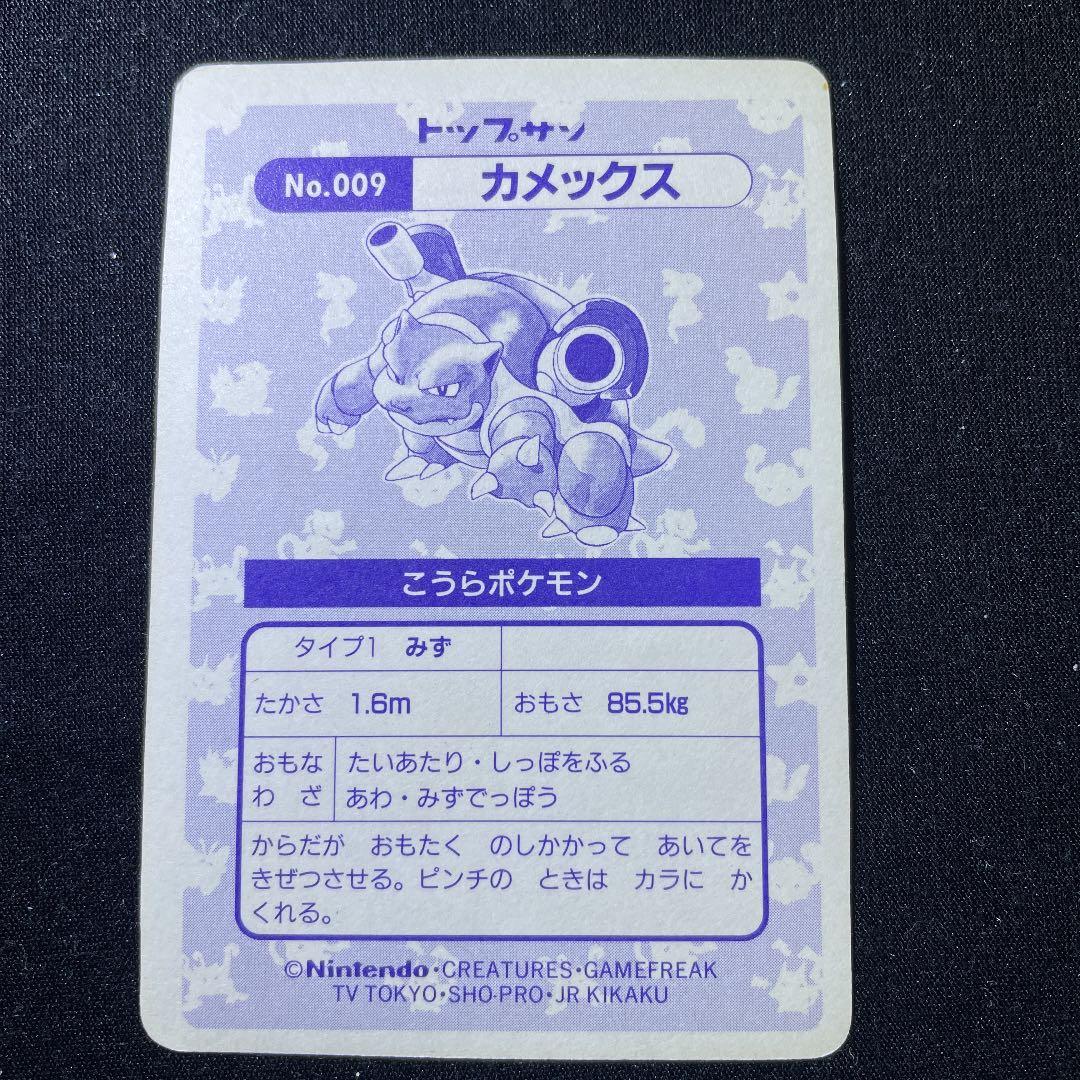 トップサン
No.009 カメックス
こうらポケモン
タイプ1 みず
たかさ 1.6m おもさ 85.5kg
おもな たいあたり・しっぽをふる
わ ざ あわ・みずでっぽう
からだが おもたく のしかかって あいてを
きぜつさせる。ピンチの ときは カラに か
くれる。
©Nintendo・CREATURES・GAMEFREAK
TV TOKYO・SHO-PRO・JR KIKAKU